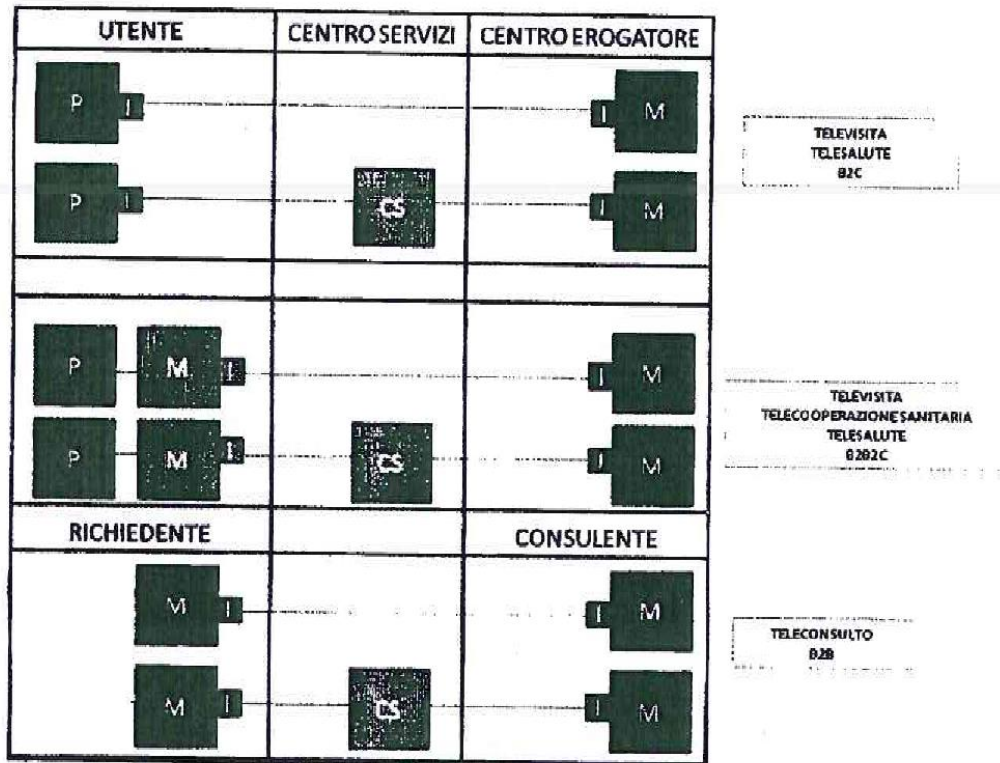 UTENTE CENTRO SERVIZI CENTRO EROGATORE
P I I M
TELEVISITA
TELESALUTE
B2C
P I CS I M
P M I I M
TELEVISITA
TELECOOPERAZIONE SANITARIA
TELESALUTE
B2B2C
P M I CS I M
RICHIEDENTE CONSULENTE
M I I M
TELECONSULTO
B2B
M I CS I M